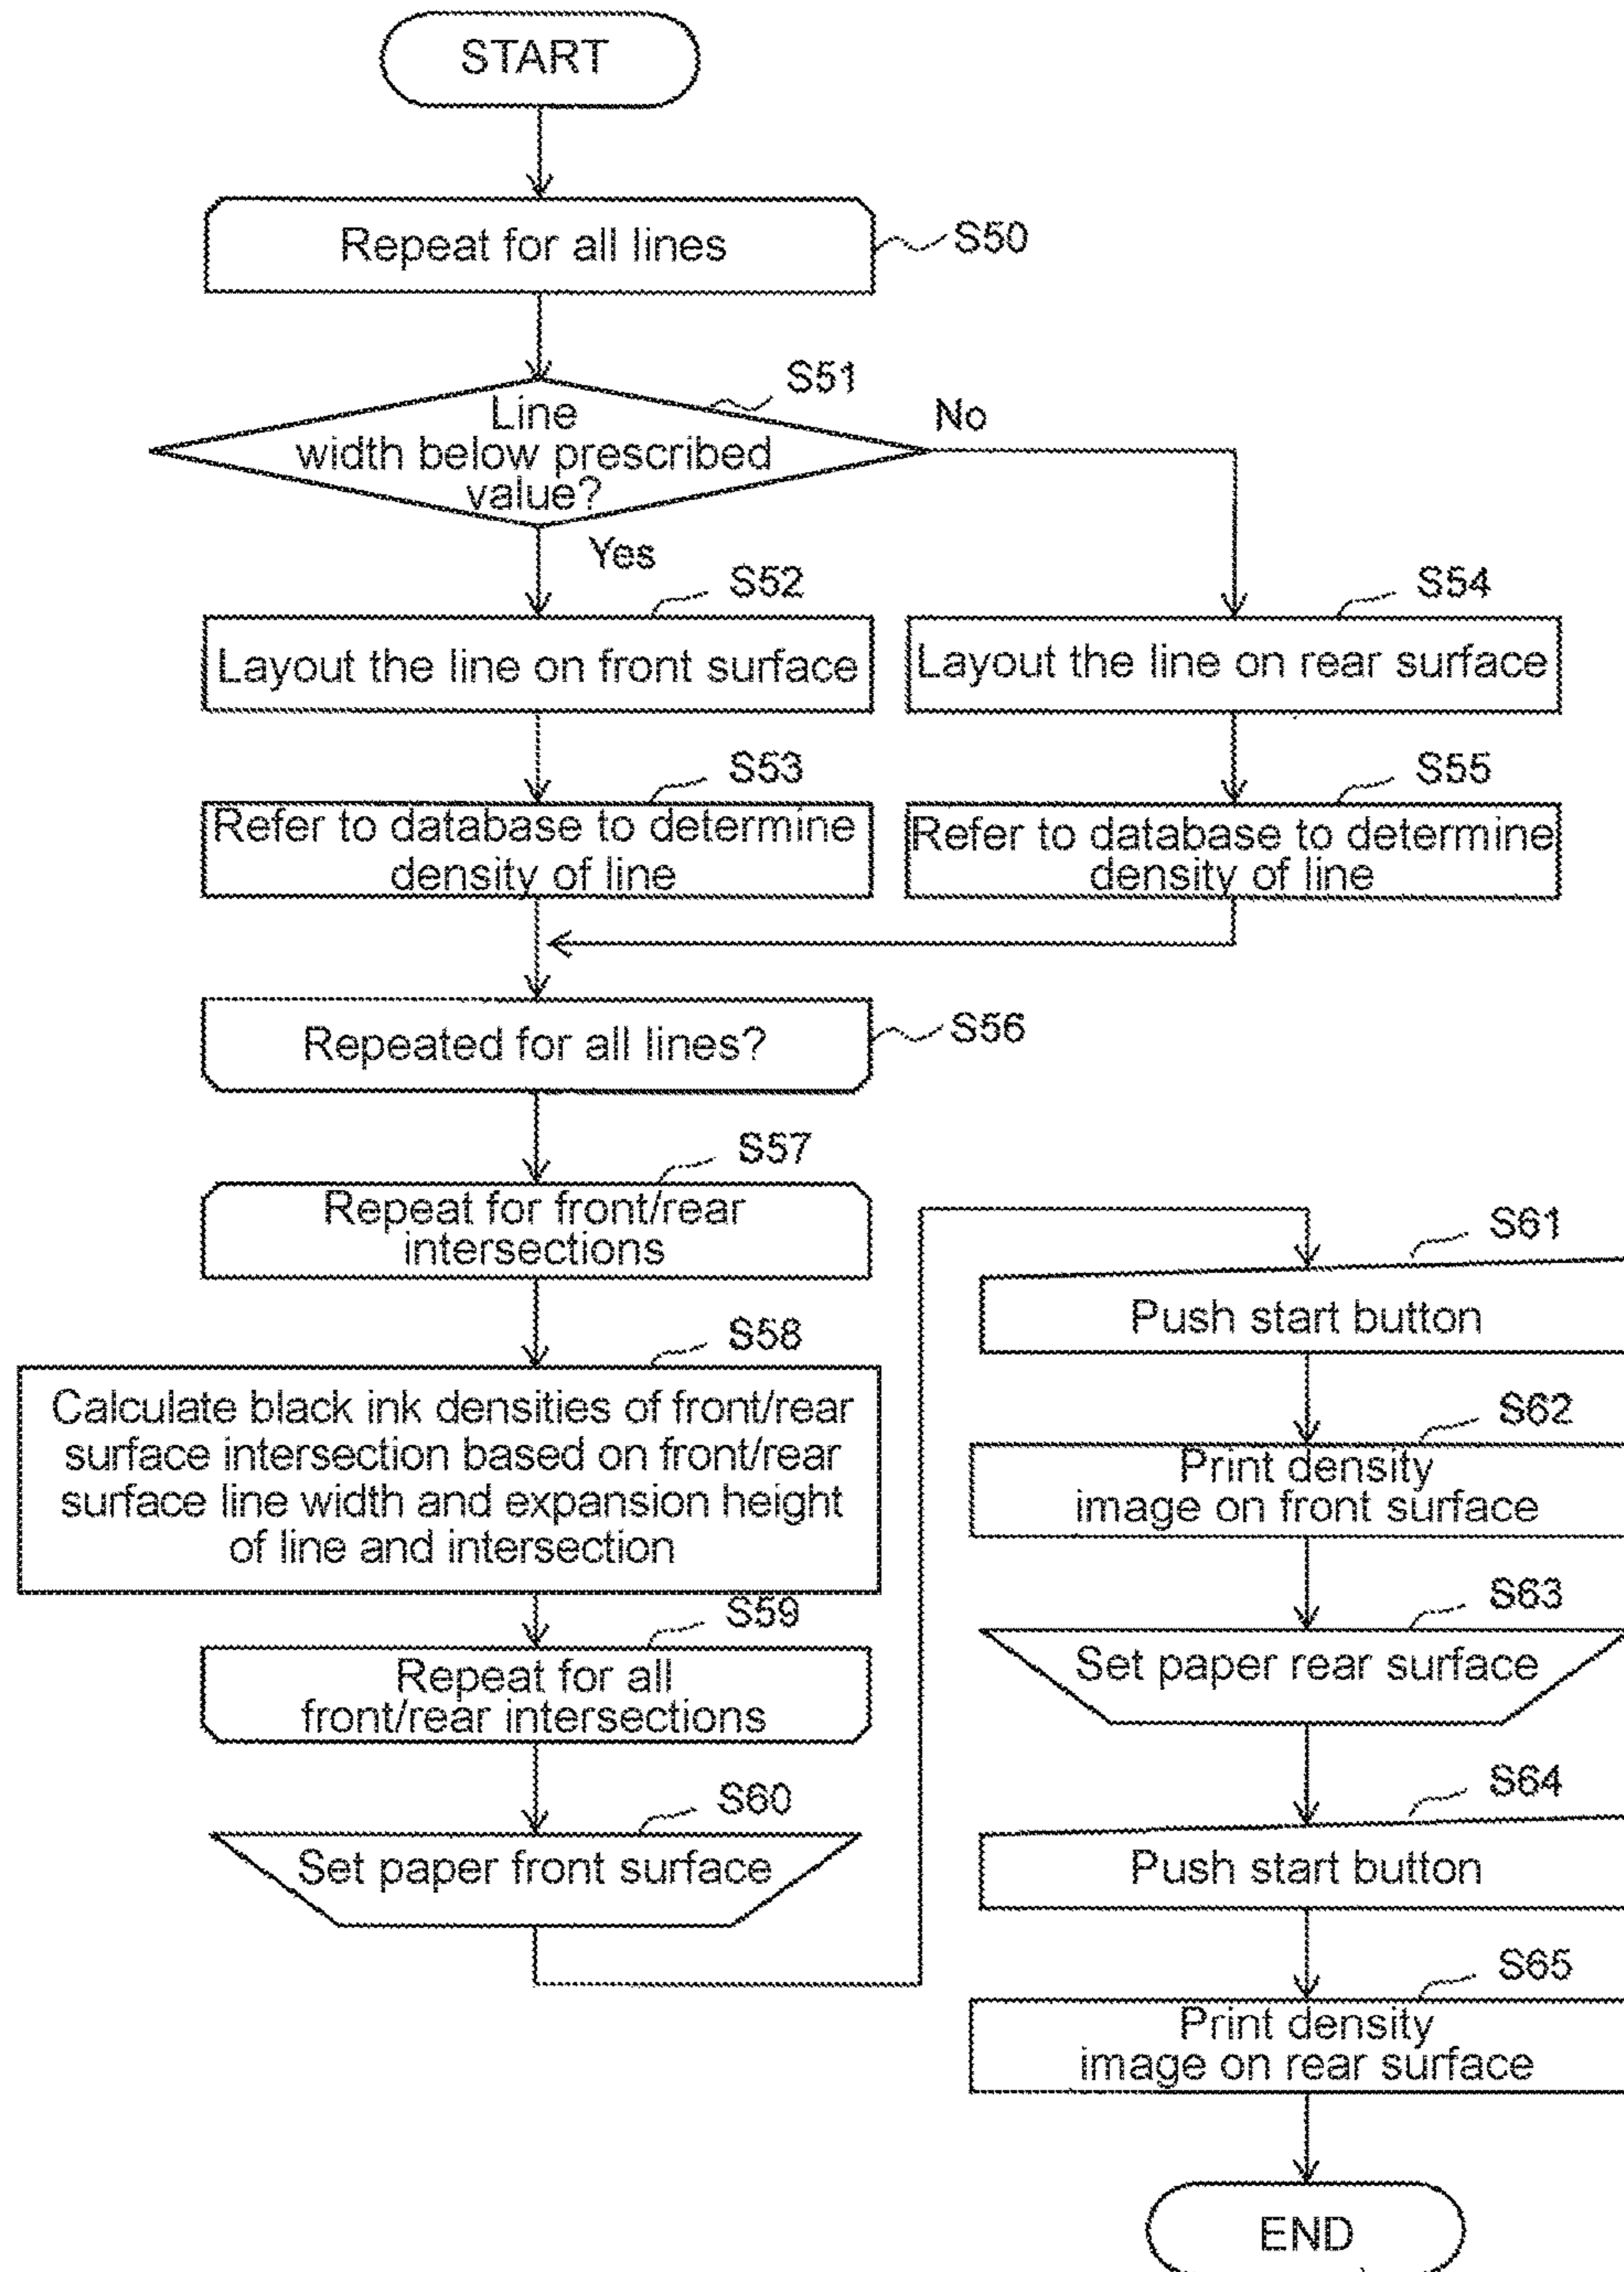 START
Repeat for all lines
S50
S51
Line
width below prescribed
value?
No
Yes
S52
Layout the line on front surface
S54
Layout the line on rear surface
S53
Refer to database to determine
density of line
S55
Refer to database to determine
density of line
Repeated for all lines?
S56
S57
Repeat for front/rear
intersections
S58
Calculate black ink densities of front/rear
surface intersection based on front/rear
surface line width and expansion height
of line and intersection
S59
Repeat for all
front/rear intersections
S60
Set paper front surface
S61
Push start button
S62
Print density
image on front surface
S63
Set paper rear surface
S64
Push start button
S65
Print density
image on rear surface
END